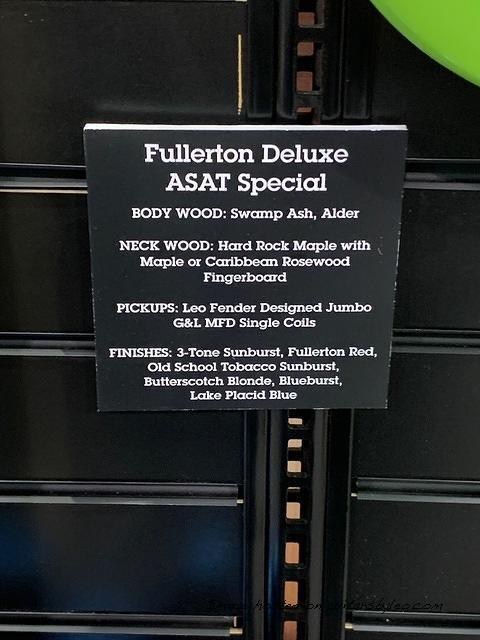 Fullerton Deluxe
ASAT Special
BODY WOOD: Swamp Ash, Alder
NECK WOOD: Hard Rock Maple with
Maple or Caribbean Rosewood
Fingerboard
PICKUPS: Leo Fender Designed Jumbo
G&L MFD Single Coils
FINISHES: 3-Tone Sunburst, Fullerton Red,
Old School Tobacco Sunburst,
Butterscotch Blonde, Blueburst,
Lake Placid Blue